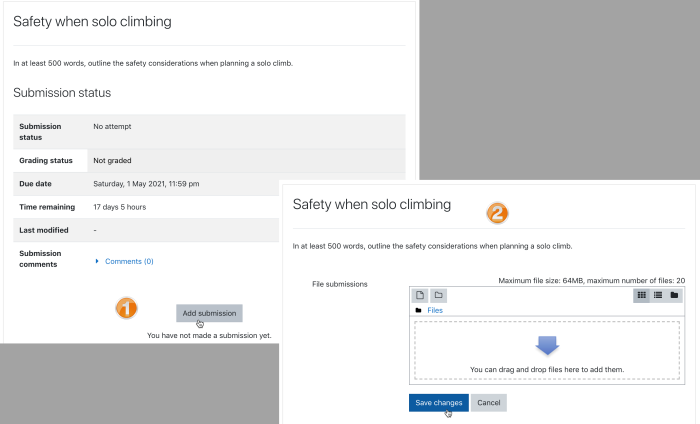 Safety when solo climbing
In at least 500 words, outline the safety considerations when planning a solo climb.
Submission status
Submission status No attempt
Grading status Not graded
Due date Saturday, 1 May 2021, 11:59 pm
Time remaining 17 days 5 hours
Last modified -
Submission comments Comments (0)
1
Add submission
You have not made a submission yet.
Safety when solo climbing
2
In at least 500 words, outline the safety considerations when planning a solo climb.
File submissions
Maximum file size: 64MB, maximum number of files: 20
Files
You can drag and drop files here to add them.
Save changes Cancel